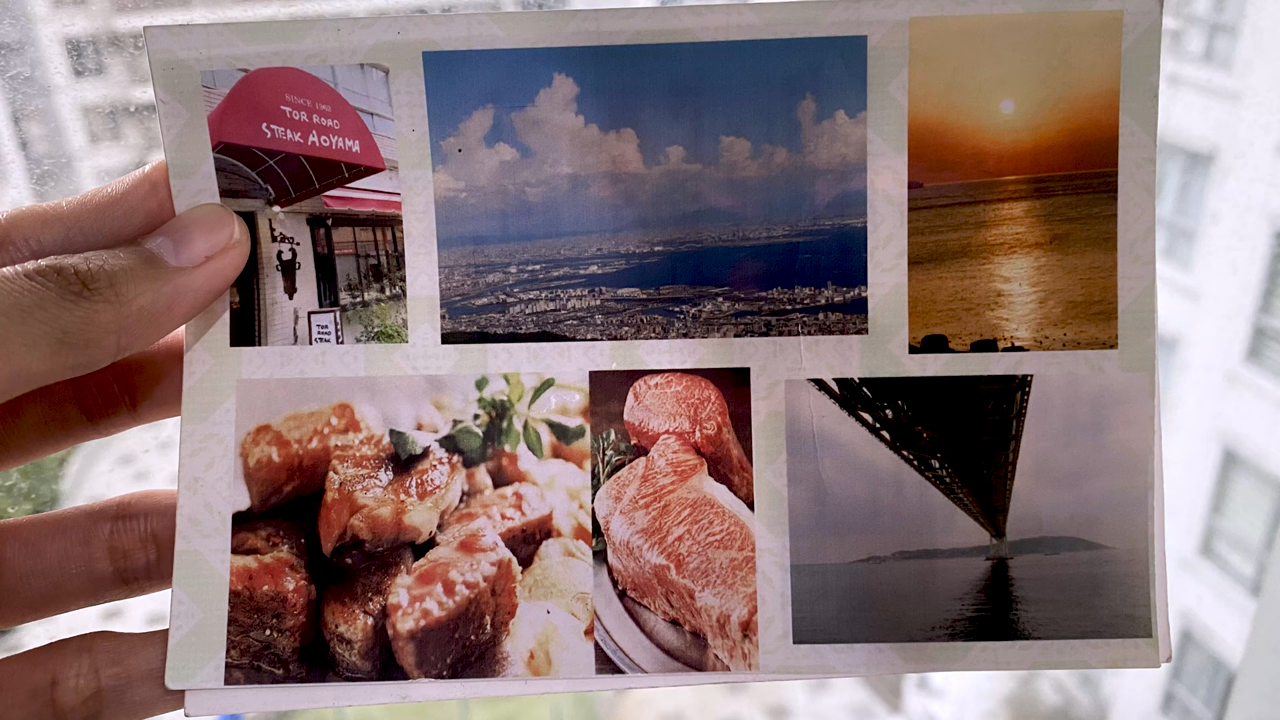 SINCE 1962
TOR ROAD
STEAK AOYAMA
TOR
ROAD
STEAK